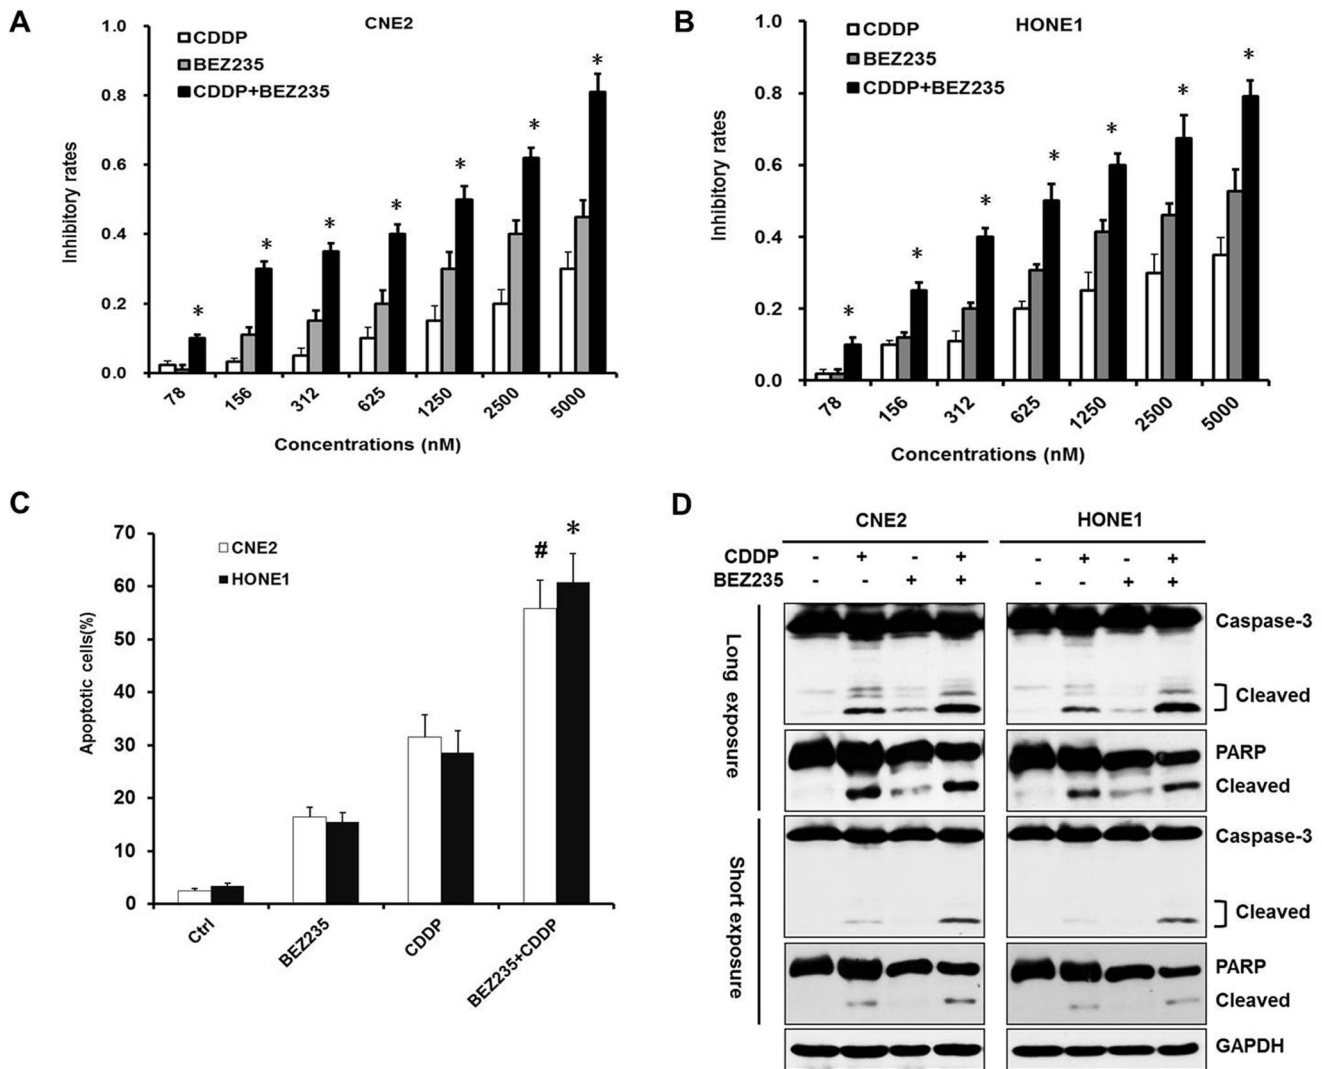 A
CNE2
CDDP
BEZ235
CDDP+BEZ235
1.0
0.8
0.6
0.4
0.2
0.0
Inhibitory rates
* * * * * * *
78 156 312 625 1250 2500 5000
Concentrations (nM)
B
HONE1
CDDP
BEZ235
CDDP+BEZ235
1.0
0.8
0.6
0.4
0.2
0.0
Inhibitory rates
* * * * * * *
78 156 312 625 1250 2500 5000
Concentrations (nM)
C
CNE2
HONE1
70
60
50
40
30
20
10
0
Apoptotic cells(%)
# *
Ctrl BEZ235 CDDP BEZ235+CDDP
D
CNE2 HONE1
CDDP - + - + - + - +
BEZ235 - - + + - - + +
Long exposure
Caspase-3
Cleaved
PARP
Cleaved
Short exposure
Caspase-3
Cleaved
PARP
Cleaved
GAPDH